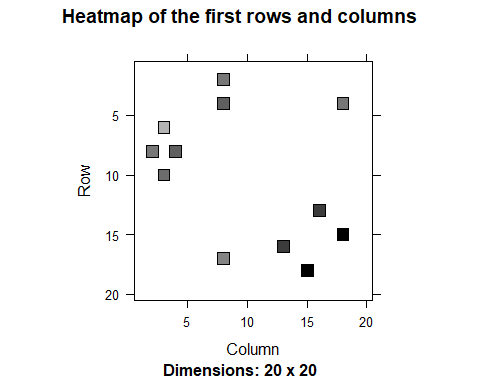 Heatmap of the first rows and columns
5
10
15
20
Row
5 10 15 20
Column
Dimensions: 20 x 20